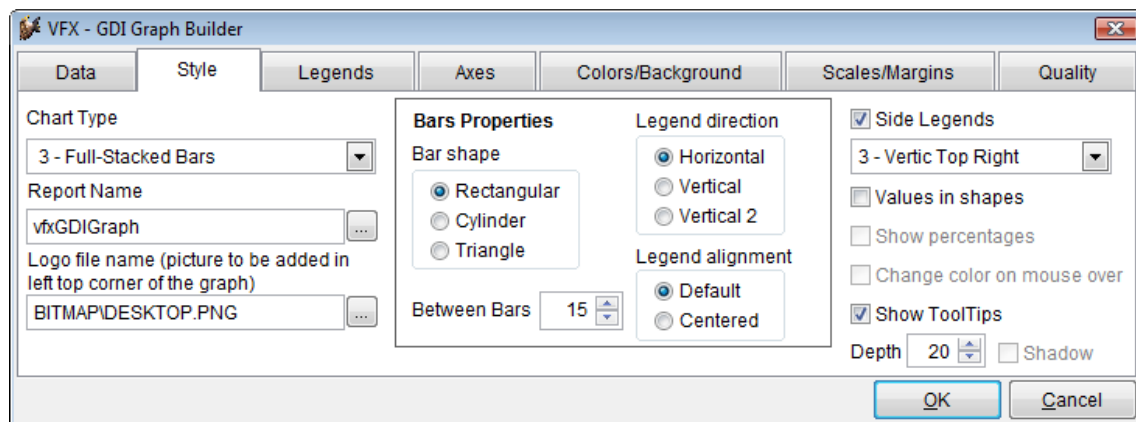 VFX - GDI Graph Builder
Data
Style
Legends
Axes
Colors/Background
Scales/Margins
Quality
Chart Type
3 - Full-Stacked Bars
Report Name
vfxGDIGraph
...
Logo file name (picture to be added in
left top corner of the graph)
BITMAP\DESKTOP.PNG
...
Bars Properties
Bar shape
Rectangular
Cylinder
Triangle
Between Bars 15
Legend direction
Horizontal
Vertical
Vertical 2
Legend alignment
Default
Centered
Side Legends
3 - Vertic Top Right
Values in shapes
Show percentages
Change color on mouse over
Show ToolTips
Depth 20 Shadow
OK
Cancel